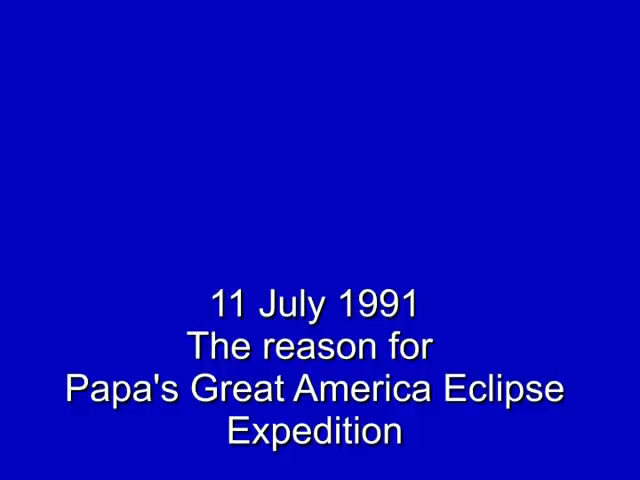 11 July 1991
The reason for
Papa's Great America Eclipse
Expedition